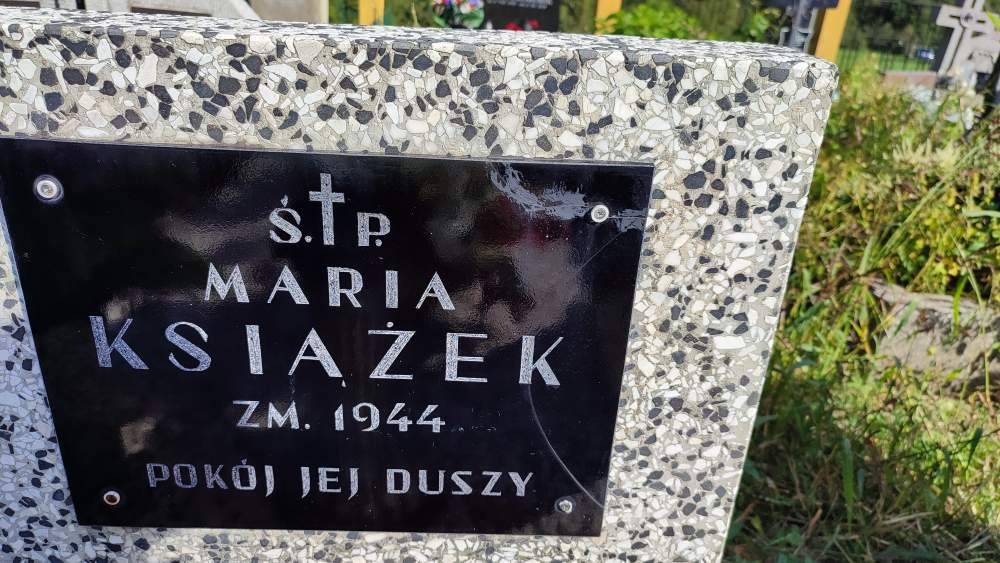 Ś.†P.
MARIA
KSIĄŻEK
ZM. 1944
POKÓJ JEJ DUSZY